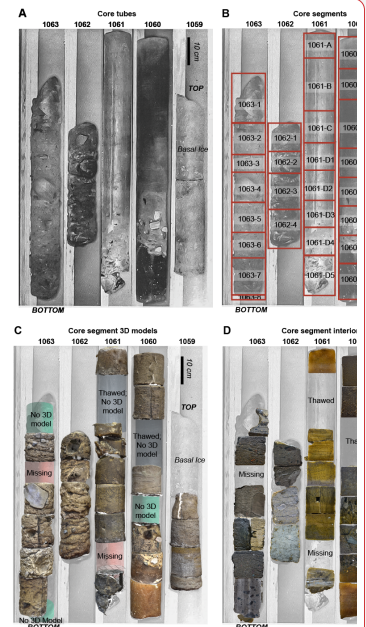 A
Core tubes
1063 1062 1061 1060 1059
10 cm
TOP
Basal Ice
BOTTOM
B
Core segments
1063 1062 1061
1061-A
1061-B
1063-1
1061-C
1063-2 1062-1
1063-3 1062-2 1061-D1
1063-4 1062-3 1061-D2
1063-5 1062-4 1061-D3
1063-6 1061-D4
1063-7 1061-D5
BOTTOM
C
Core segment 3D models
1063 1062 1061 1060 1059
10 cm
TOP
Basal Ice
No 3D
model
Thawed,
No 3D
model
Thawed,
No 3D
model
Missing
No 3D
model
Missing
No 3D Model
BOTTOM
D
Core segment interior
1063 1062 1061
Thawed
Missing
Missing
BOTTOM